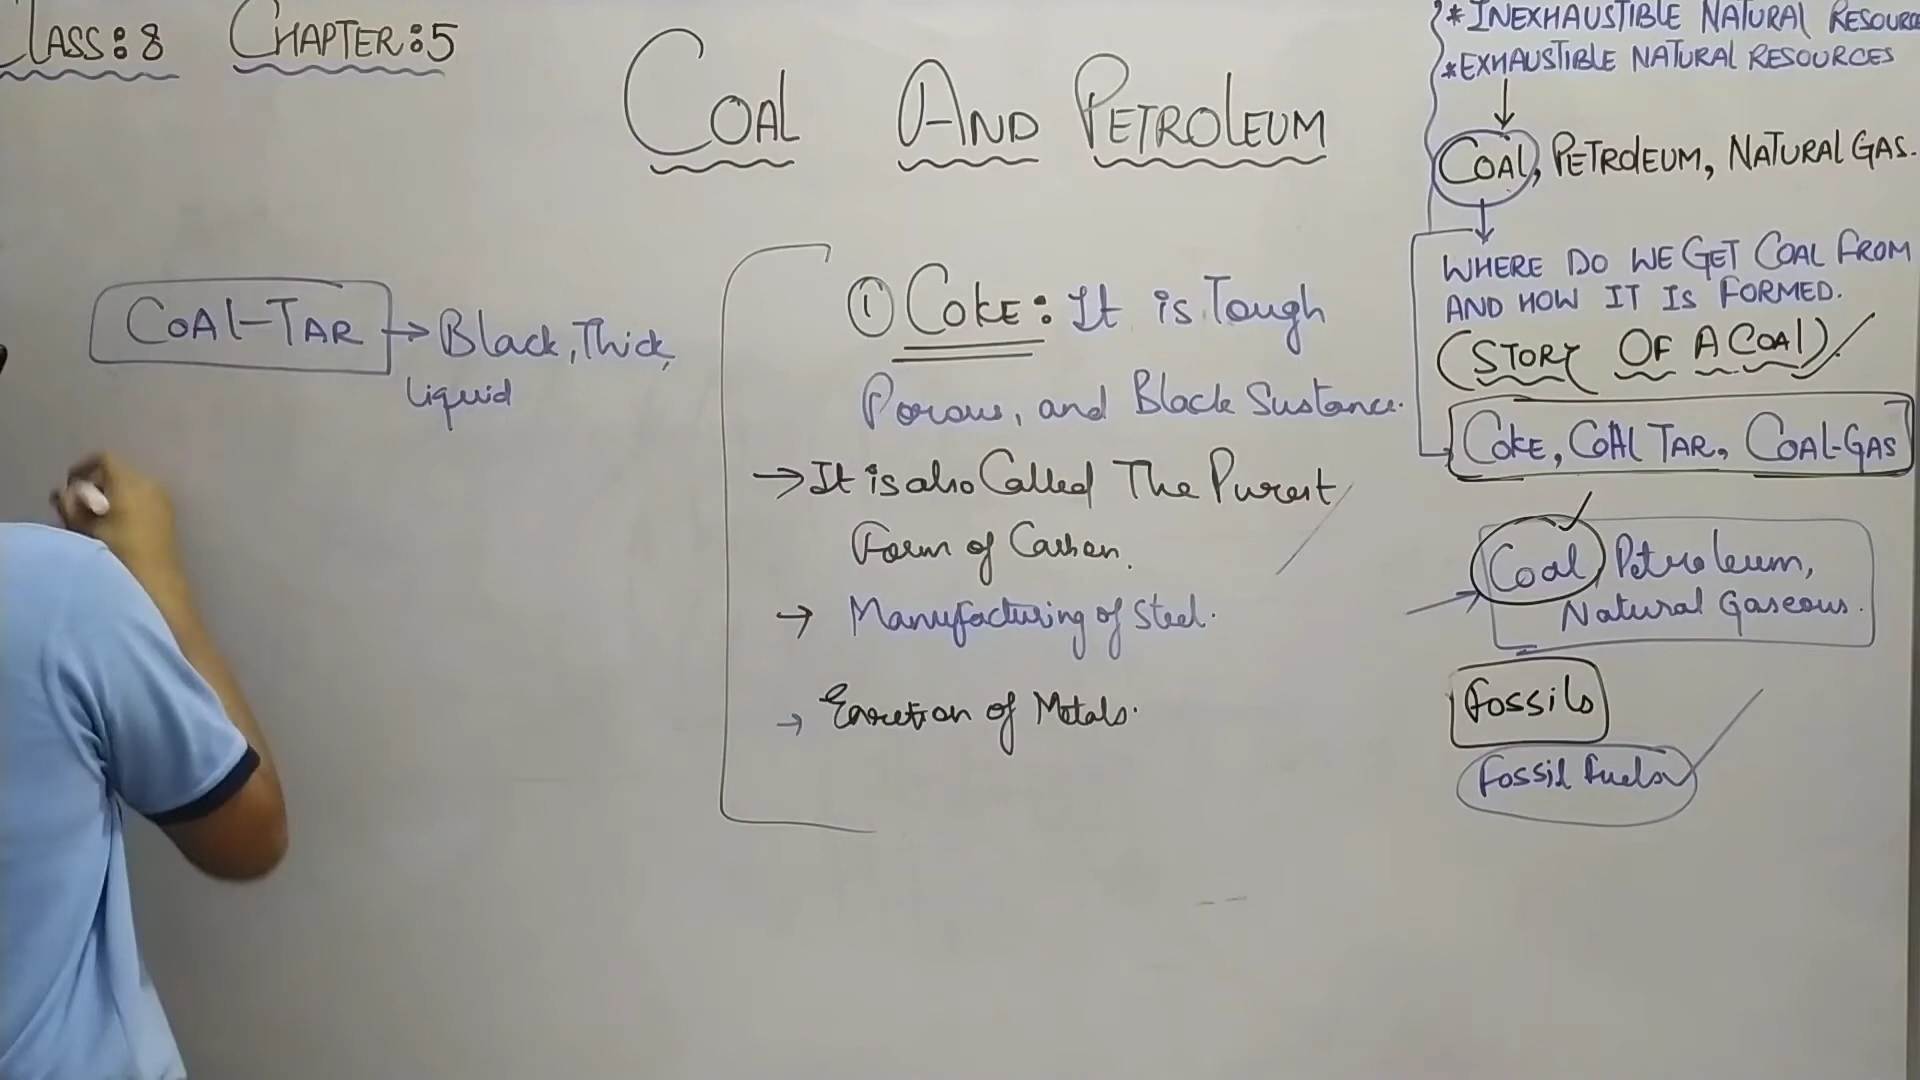 CLASS:8 CHAPTER:5
COAL AND PETROLEUM
COAL-TAR → Black, Thick,
liquid
① COKE: It is Tough
Porous, and Black Sustance.
→ It is also Called The Purest
Form of Carbon.
→ Manufacturing of Steel.
→ Exrection of Metals.
* INEXHAUSTIBLE NATURAL RESOURCE
* EXHAUSTIBLE NATURAL RESOURCES
COAL, PETROLEUM, NATURAL GAS.
WHERE DO WE GET COAL FROM
AND HOW IT IS FORMED.
(STORY OF A COAL)
COKE, COAL TAR, COAL-GAS
Coal, Petroleum,
Natural Gaseous.
Fossils
Fossil Fuels